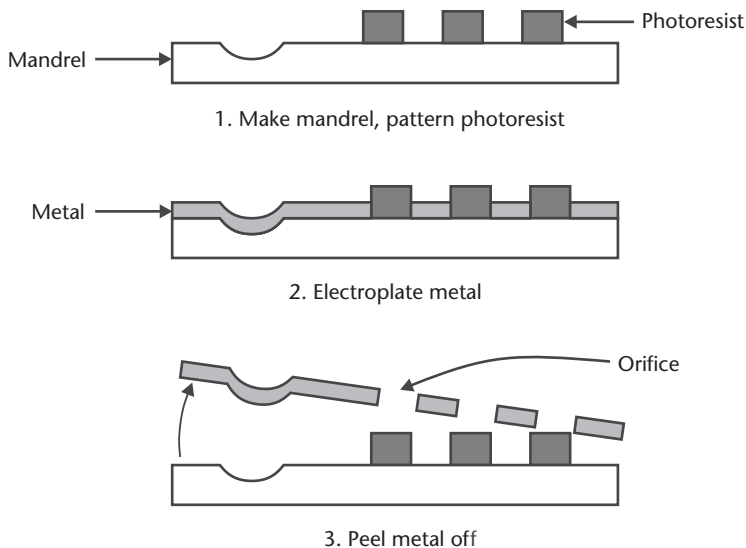 Photoresist
Mandrel
1. Make mandrel, pattern photoresist
Metal
2. Electroplate metal
Orifice
3. Peel metal off